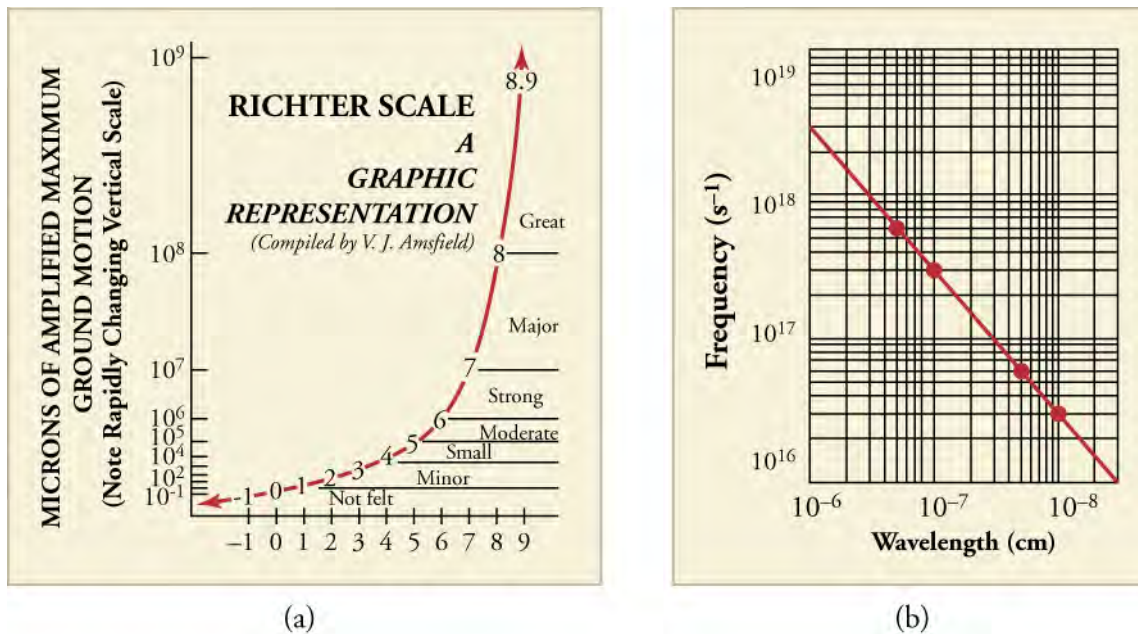 MICRONS OF AMPLIFIED MAXIMUM
GROUND MOTION
(Note Rapidly Changing Vertical Scale)
10⁹
10⁸
10⁷
10⁶
10⁵
10⁴
10²
10⁻¹
RICHTER SCALE
A
GRAPHIC
REPRESENTATION
(Compiled by V. J. Amsfield)
8.9
8
7
6
5
4
3
2
1
0
-1
Great
Major
Strong
Moderate
Small
Minor
Not felt
–1 0 1 2 3 4 5 6 7 8 9
(a)
Frequency (s⁻¹)
10¹⁹
10¹⁸
10¹⁷
10¹⁶
10⁻⁶ 10⁻⁷ 10⁻⁸
Wavelength (cm)
(b)